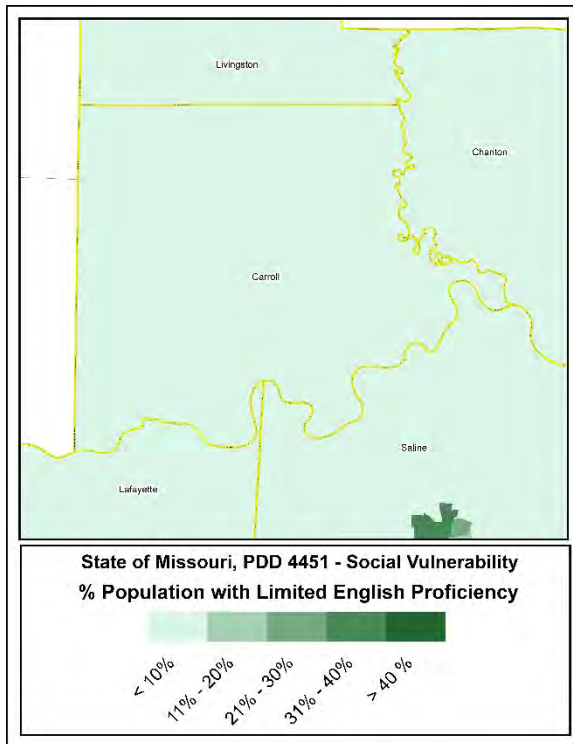 Livingston
Chariton
Carroll
Saline
Lafayette
State of Missouri, PDD 4451 - Social Vulnerability
% Population with Limited English Proficiency
< 10%
11% - 20%
21% - 30%
31% - 40%
> 40 %